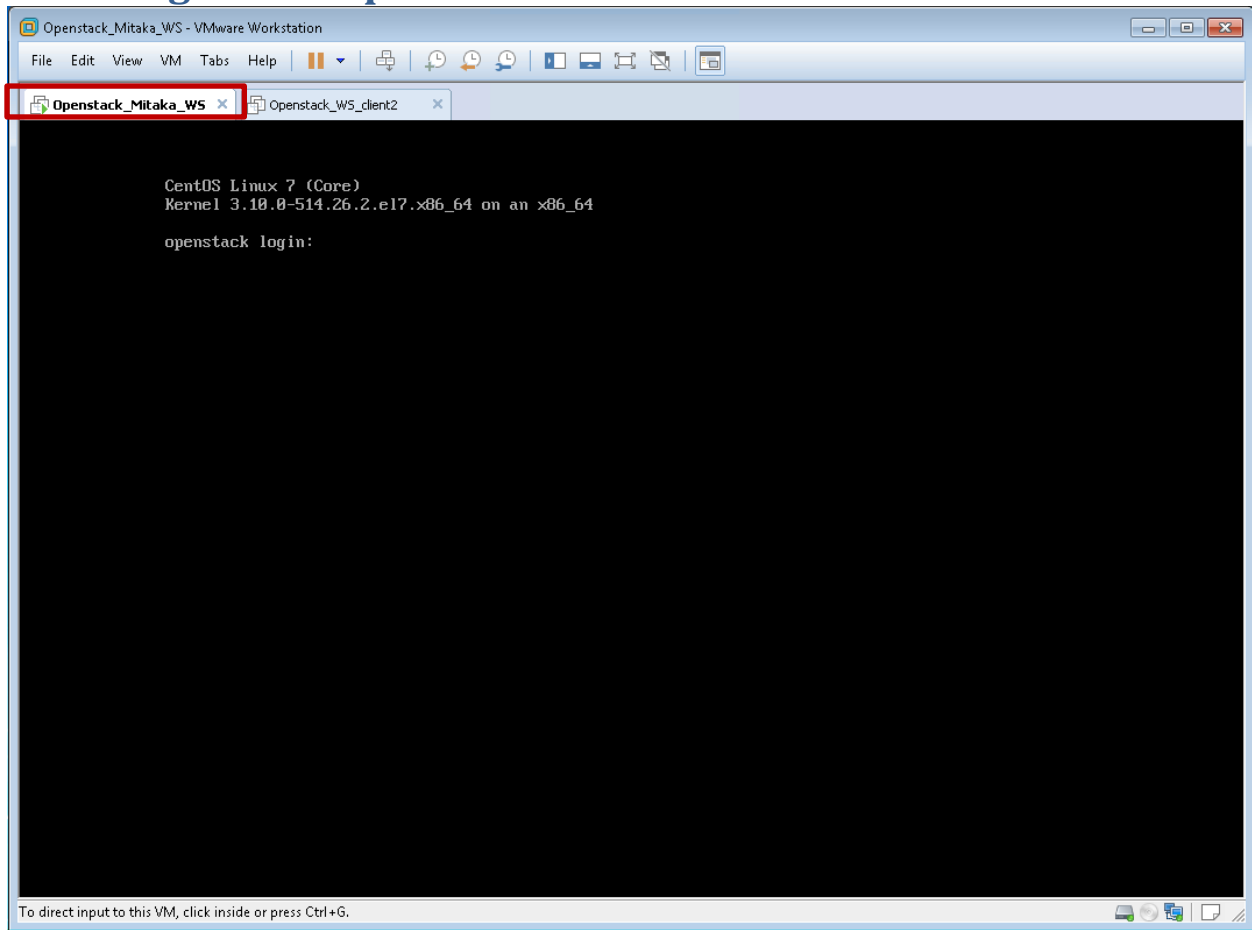 Openstack_Mitaka_WS - VMware Workstation
File Edit View VM Tabs Help
Openstack_Mitaka_WS
Openstack_WS_client2
CentOS Linux 7 (Core)
Kernel 3.10.0-514.26.2.el7.x86_64 on an x86_64
openstack login:
To direct input to this VM, click inside or press Ctrl+G.